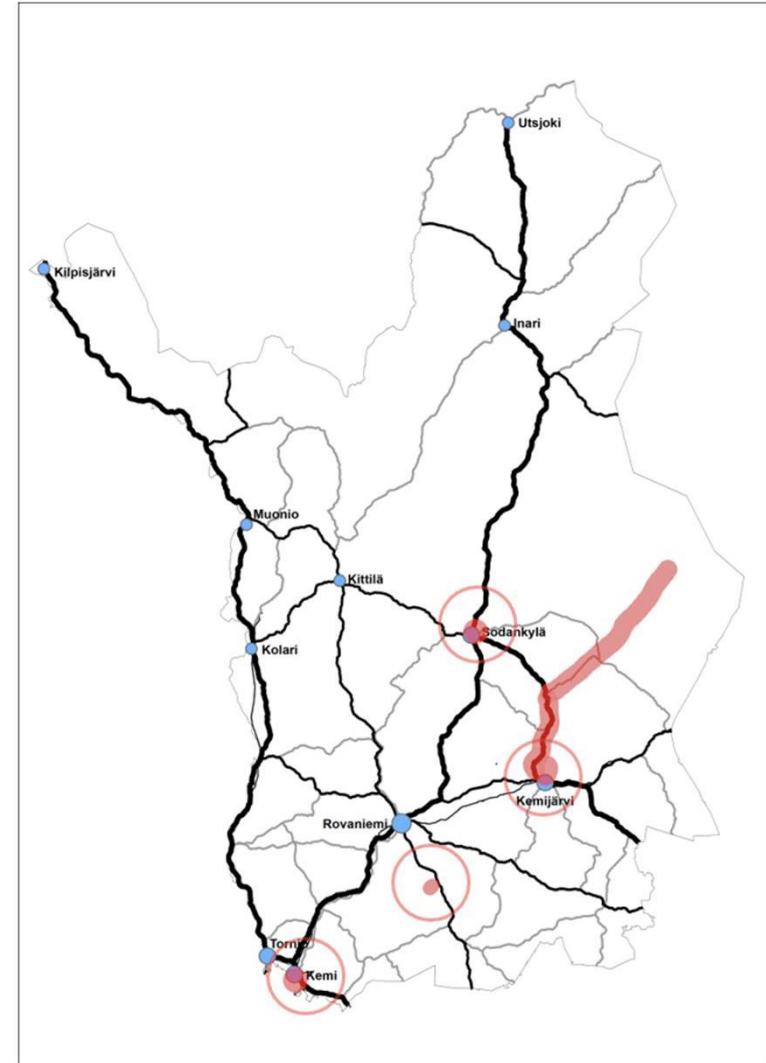 Utsjoki
Kilpisjärvi
Inari
Muonio
Kittilä
Sodankylä
Kolari
Kemijärvi
Rovaniemi
Tornio
Kemi